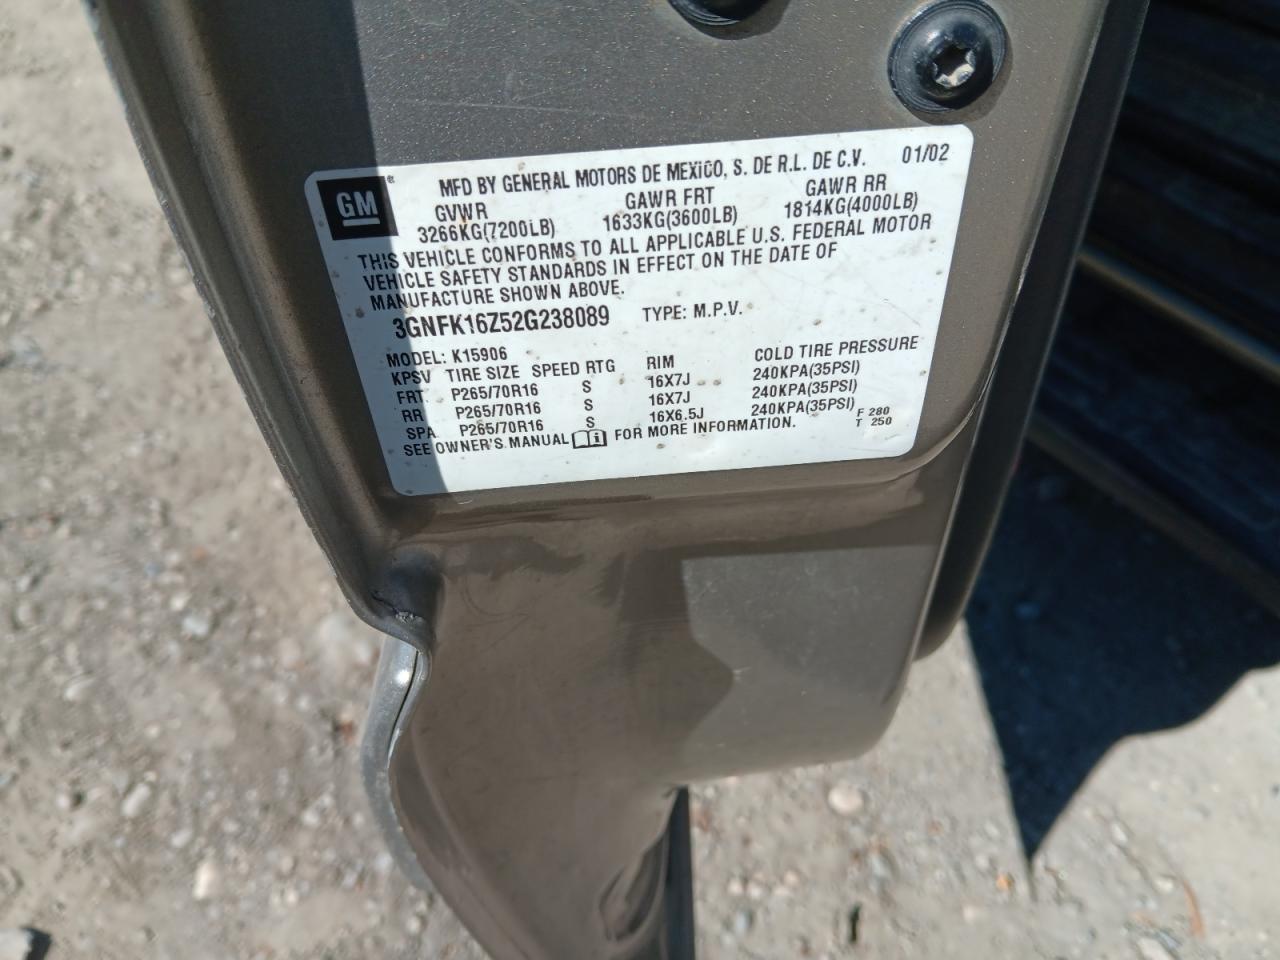 GM® MFD BY GENERAL MOTORS DE MEXICO, S. DE R.L. DE C.V. 01/02
GVWR GAWR FRT GAWR RR
3266KG(7200LB) 1633KG(3600LB) 1814KG(4000LB)
THIS VEHICLE CONFORMS TO ALL APPLICABLE U.S. FEDERAL MOTOR
VEHICLE SAFETY STANDARDS IN EFFECT ON THE DATE OF
MANUFACTURE SHOWN ABOVE.
3GNFK16Z52G238089 TYPE: M.P.V.
MODEL: K15906
KPSV TIRE SIZE SPEED RTG RIM COLD TIRE PRESSURE
FRT. P265/70R16 S 16X7J 240KPA(35PSI)
RR P265/70R16 S 16X7J 240KPA(35PSI)
SPA P265/70R16 S 16X6.5J 240KPA(35PSI) F 280
SEE OWNER'S MANUAL FOR MORE INFORMATION. T 250